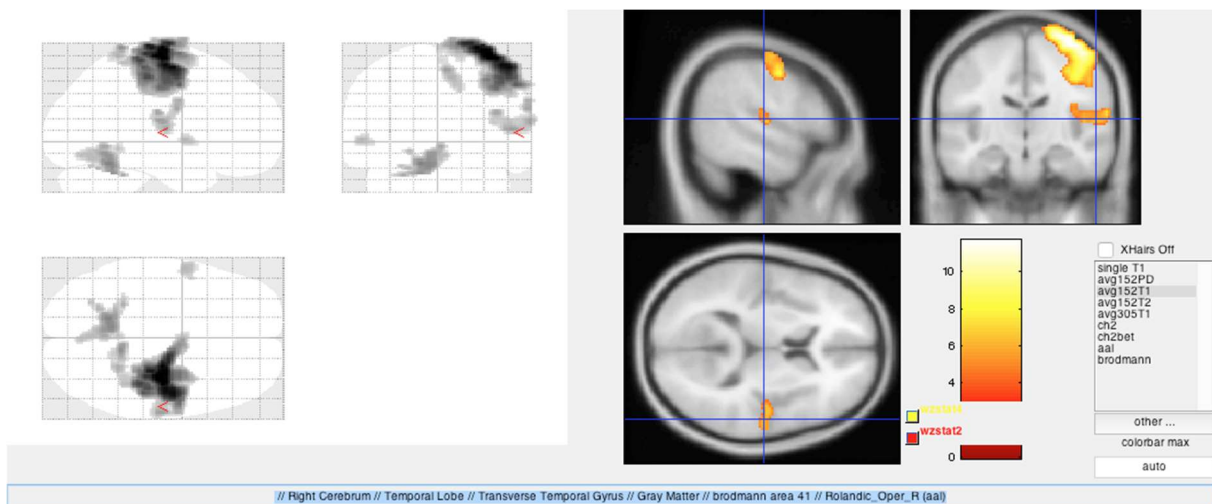 XHairs Off
single T1
avg152PD
avg152T1
avg152T2
avg305T1
ch2
ch2bet
aal
brodmann
other ...
colorbar max
auto
10
8
6
4
0
wzstat2
// Right Cerebrum // Temporal Lobe // Transverse Temporal Gyrus // Gray Matter // brodmann area 41 // Rolandic_Oper_R (aal)